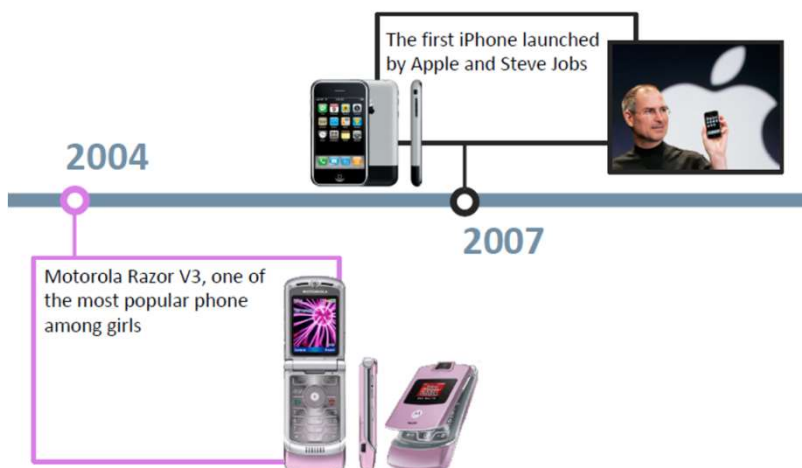 The first iPhone launched
by Apple and Steve Jobs
2004
2007
Motorola Razor V3, one of
the most popular phone
among girls
MOTOROLA